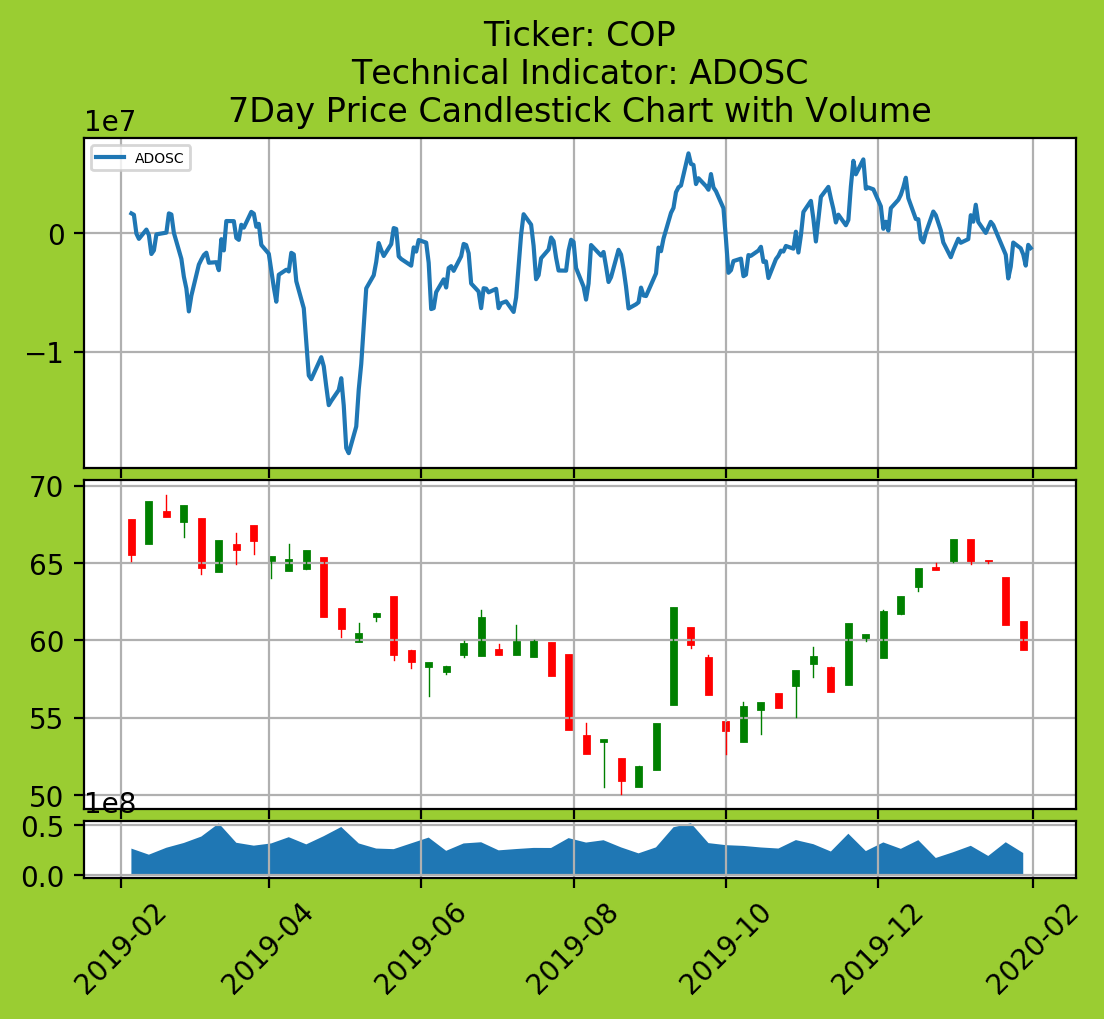 Ticker: COP
Technical Indicator: ADOSC
7Day Price Candlestick Chart with Volume
1e7
ADOSC
0
−1
70
65
60
55
50
1e8
0.5
0.0
2019-02
2019-04
2019-06
2019-08
2019-10
2019-12
2020-02